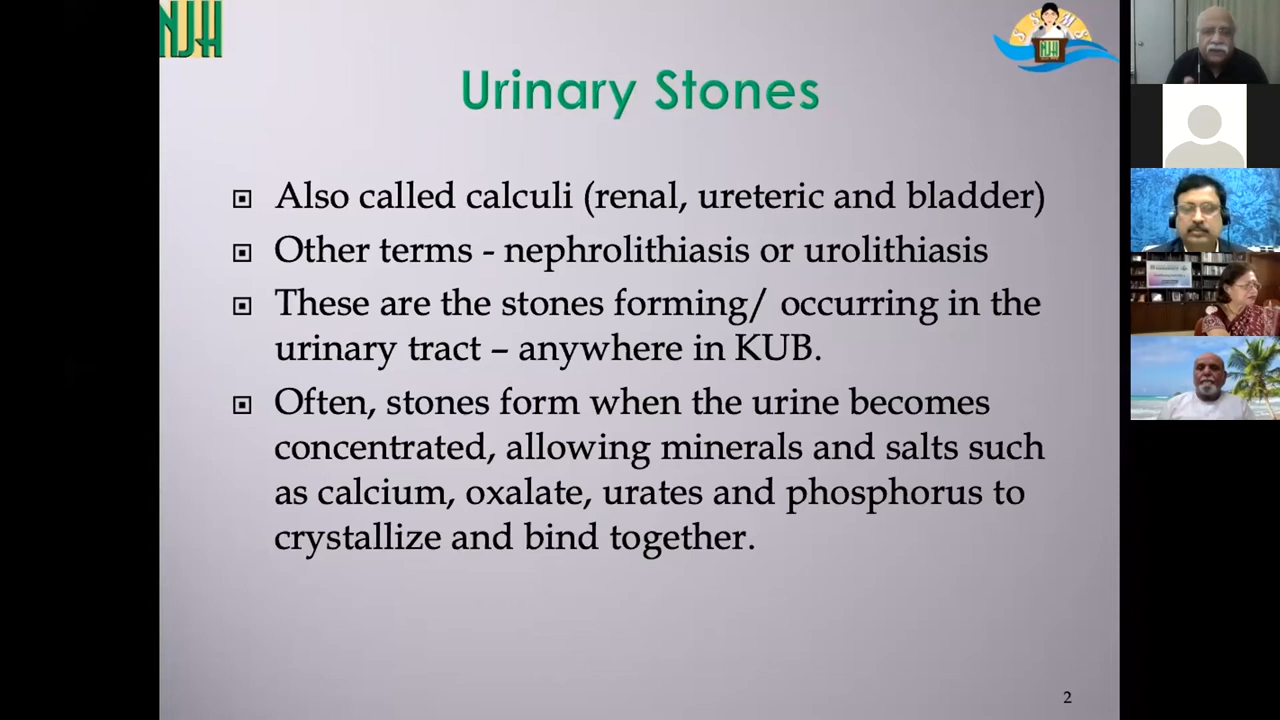 NJH
S S M S
NJH
Urinary Stones
Also called calculi (renal, ureteric and bladder)
Other terms - nephrolithiasis or urolithiasis
These are the stones forming/ occurring in the
urinary tract – anywhere in KUB.
Often, stones form when the urine becomes
concentrated, allowing minerals and salts such
as calcium, oxalate, urates and phosphorus to
crystallize and bind together.
2